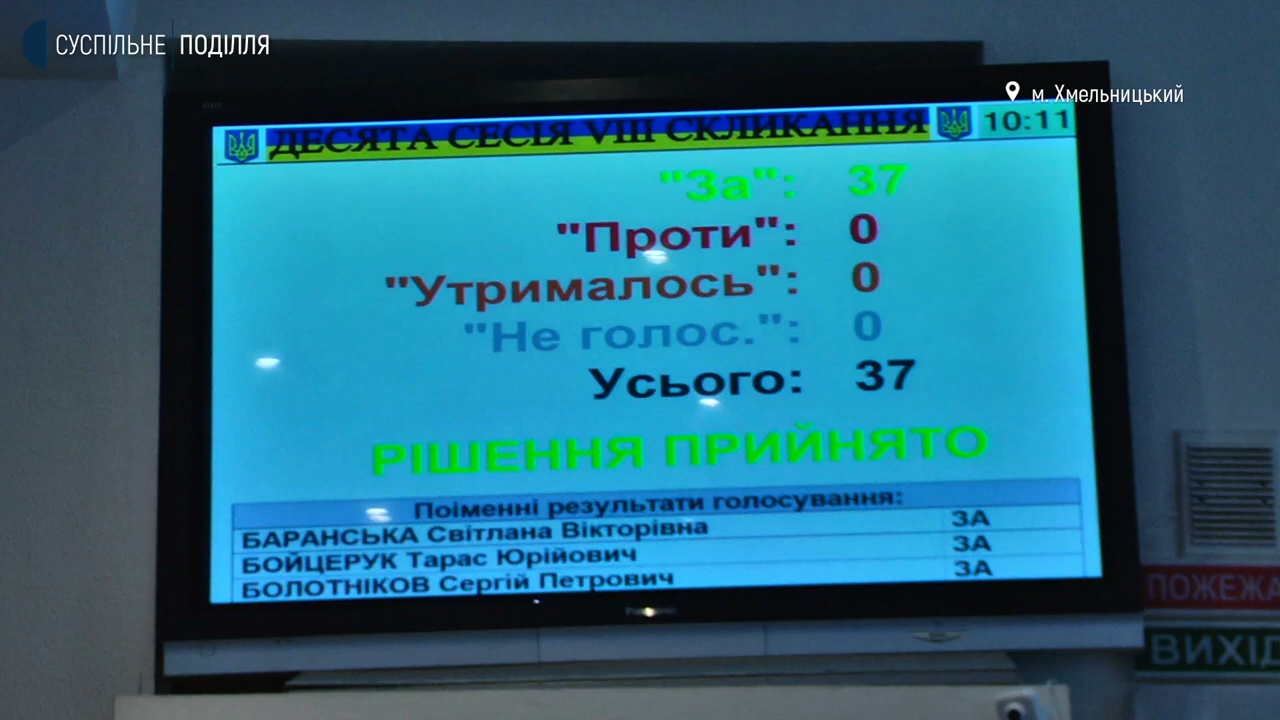 СУСПІЛЬНЕ ПОДІЛЛЯ
м. Хмельницький
ДЕСЯТА СЕСІЯ VIII СКЛИКАННЯ 10:11
"За": 37
"Проти": 0
"Утрималось": 0
"Не голос.": 0
Усього: 37
РІШЕННЯ ПРИЙНЯТО
Поіменні результати голосування:
БАРАНСЬКА Світлана Вікторівна ЗА
БОЙЦЕРУК Тарас Юрійович ЗА
БОЛОТНІКОВ Сергій Петрович ЗА
Panasonic
ПОЖЕЖА
ВИХІД